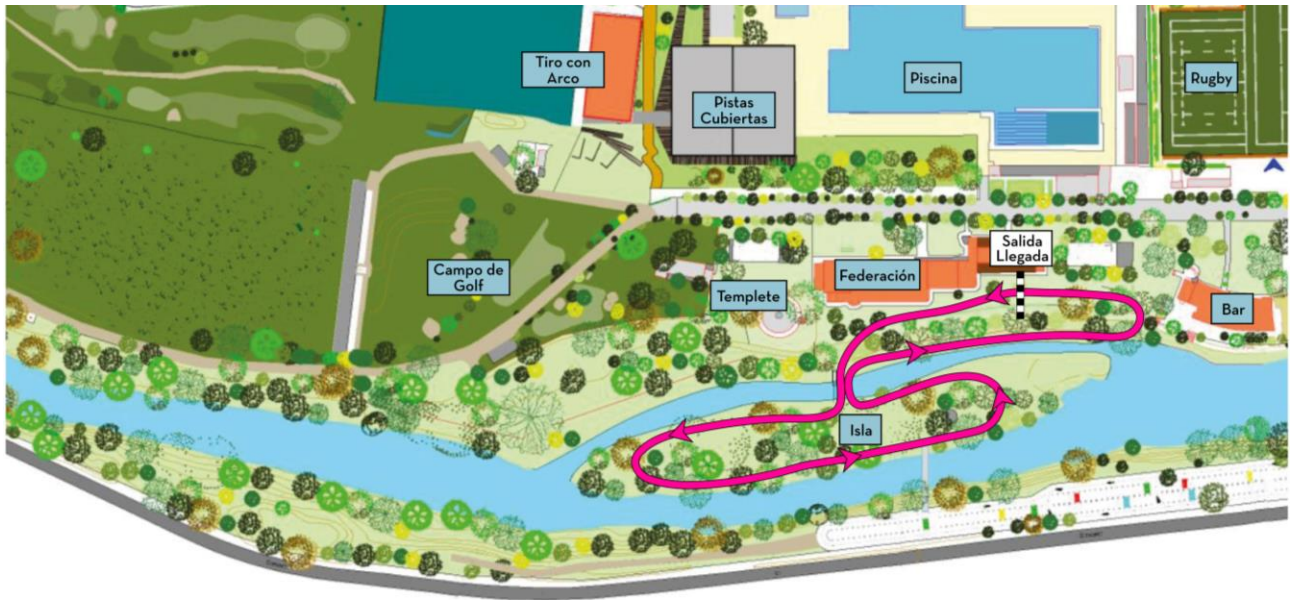 Tiro con
Arco
Pistas
Cubiertas
Piscina
Rugby
Campo de
Golf
Templete
Federación
Salida
Llegada
Bar
Isla